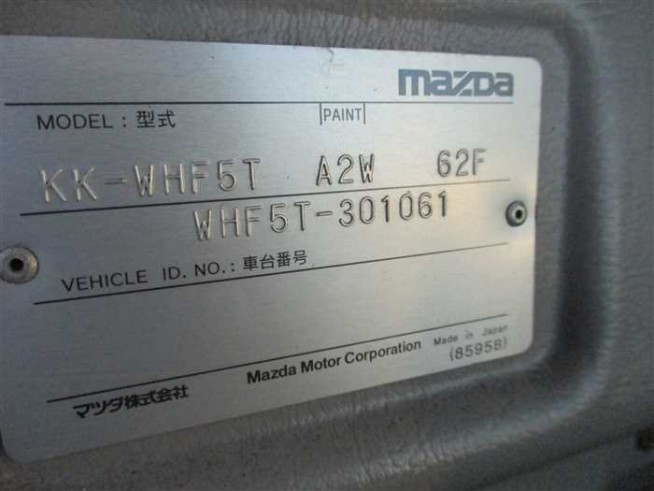 mazda
MODEL : 型式 |PAINT|
KK-WHF5T A2W 62F
WHF5T-301061
VEHICLE ID. NO. : 車台番号
マツダ株式会社 Mazda Motor Corporation Made in Japan
(85958)